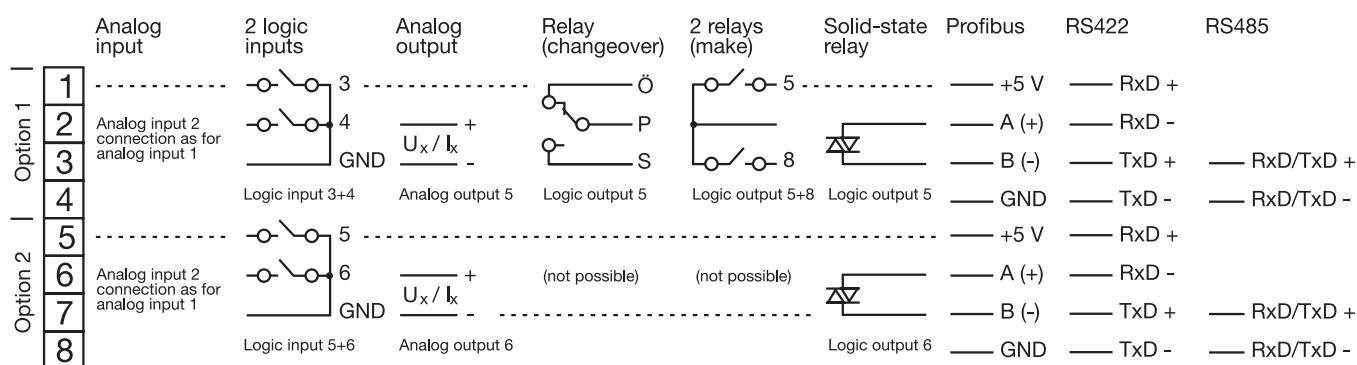 Analog input 2 logic inputs Analog output Relay (changeover) 2 relays (make) Solid-state relay Profibus RS422 RS485
Option 1
1 3 Ö 5 +5 V RxD +
2 Analog input 2 connection as for analog input 1 4 + P A (+) RxD -
Ux / Ix
3 GND - S 8 B (-) TxD + RxD/TxD +
4 Logic input 3+4 Analog output 5 Logic output 5 Logic output 5+8 Logic output 5 GND TxD - RxD/TxD -
Option 2
5 5 +5 V RxD +
6 Analog input 2 connection as for analog input 1 6 + (not possible) (not possible) A (+) RxD -
Ux / Ix
7 GND - B (-) TxD + RxD/TxD +
8 Logic input 5+6 Analog output 6 Logic output 6 GND TxD - RxD/TxD -